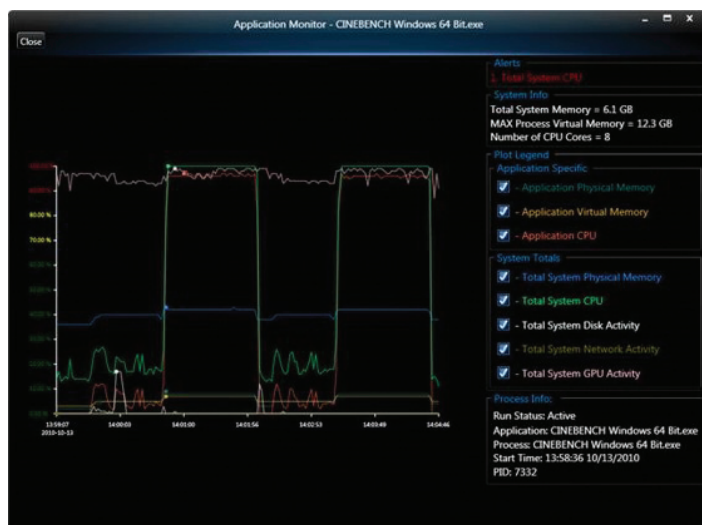 Application Monitor - CINEBENCH Windows 64 Bit.exe
Close
Alerts
1. Total System CPU
System Info
Total System Memory = 6.1 GB
MAX Process Virtual Memory = 12.3 GB
Number of CPU Cores = 8
Plot Legend
Application Specific
- Application Physical Memory
- Application Virtual Memory
- Application CPU
System Totals
- Total System Physical Memory
- Total System CPU
- Total System Disk Activity
- Total System Network Activity
- Total System GPU Activity
Process Info:
Run Status: Active
Application: CINEBENCH Windows 64 Bit.exe
Process: CINEBENCH Windows 64 Bit.exe
Start Time: 13:58:36 10/13/2010
PID: 7332
80.00 %
70.00 %
13:59:07 14:00:03 14:01:00 14:01:56 14:02:53 14:03:49 14:04:46
2010-10-13